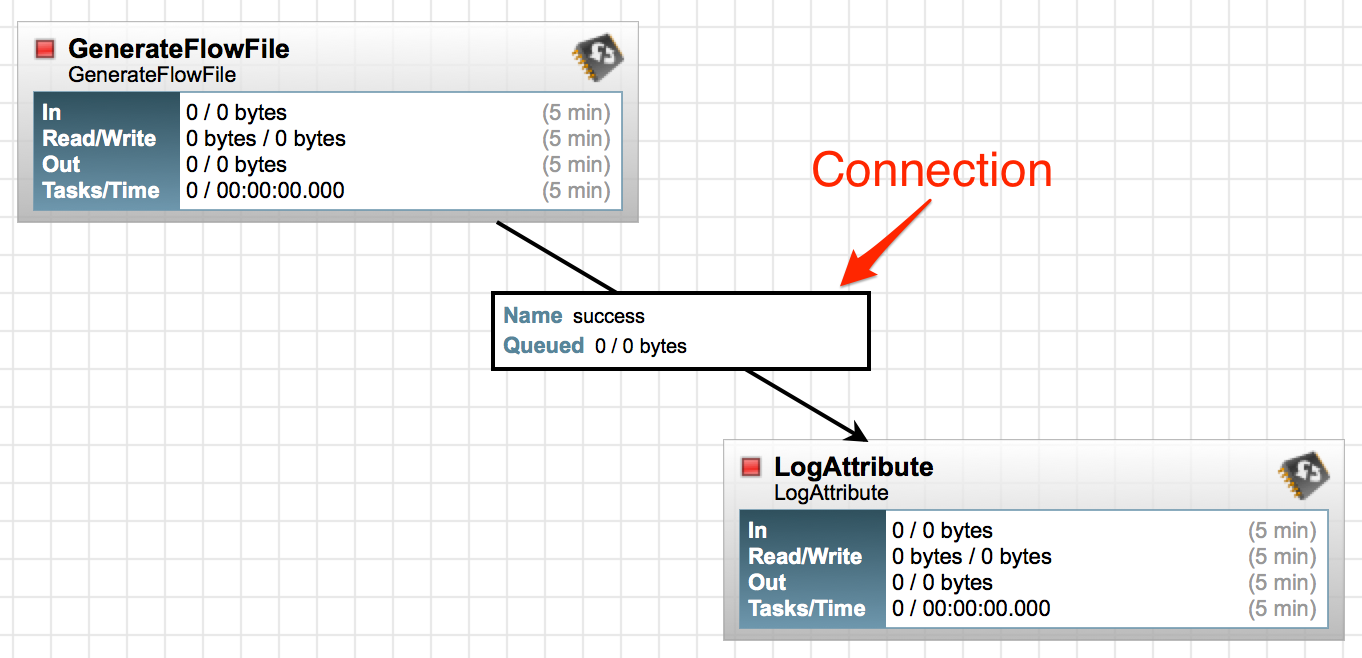 GenerateFlowFile
GenerateFlowFile
In 0 / 0 bytes (5 min)
Read/Write 0 bytes / 0 bytes (5 min)
Out 0 / 0 bytes (5 min)
Tasks/Time 0 / 00:00:00.000 (5 min)
Connection
Name success
Queued 0 / 0 bytes
LogAttribute
LogAttribute
In 0 / 0 bytes (5 min)
Read/Write 0 bytes / 0 bytes (5 min)
Out 0 / 0 bytes (5 min)
Tasks/Time 0 / 00:00:00.000 (5 min)